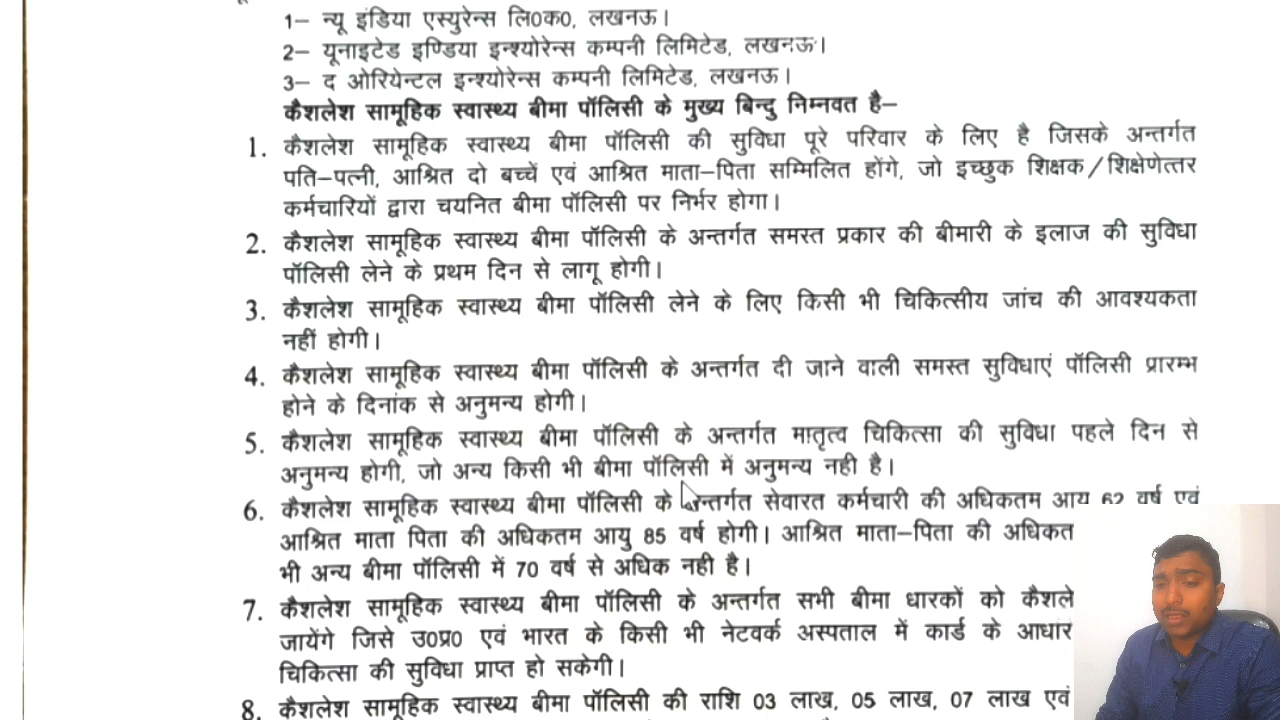 1– न्यू इंडिया एस्युरेन्स लि0क0, लखनऊ।
2– यूनाइटेड इण्डिया इन्श्योरेन्स कम्पनी लिमिटेड, लखनऊ।
3– द ओरियेन्टल इन्श्योरेन्स कम्पनी लिमिटेड, लखनऊ।
कैशलेश सामूहिक स्वास्थ्य बीमा पॉलिसी के मुख्य बिन्दु निम्नवत है–
1. कैशलेश सामूहिक स्वास्थ्य बीमा पॉलिसी की सुविधा पूरे परिवार के लिए है जिसके अन्तर्गत
पति–पत्नी, आश्रित दो बच्चें एवं आश्रित माता–पिता सम्मिलित होंगे, जो इच्छुक शिक्षक/शिक्षेणेत्तर
कर्मचारियों द्वारा चयनित बीमा पॉलिसी पर निर्भर होगा।
2. कैशलेश सामूहिक स्वास्थ्य बीमा पॉलिसी के अन्तर्गत समस्त प्रकार की बीमारी के इलाज की सुविधा
पॉलिसी लेने के प्रथम दिन से लागू होगी।
3. कैशलेश सामूहिक स्वास्थ्य बीमा पॉलिसी लेने के लिए किसी भी चिकित्सीय जांच की आवश्यकता
नहीं होगी।
4. कैशलेश सामूहिक स्वास्थ्य बीमा पॉलिसी के अन्तर्गत दी जाने वाली समस्त सुविधाएं पॉलिसी प्रारम्भ
होने के दिनांक से अनुमन्य होगी।
5. कैशलेश सामूहिक स्वास्थ्य बीमा पॉलिसी के अन्तर्गत मातृत्व चिकित्सा की सुविधा पहले दिन से
अनुमन्य होगी, जो अन्य किसी भी बीमा पॉलिसी में अनुमन्य नही है।
6. कैशलेश सामूहिक स्वास्थ्य बीमा पॉलिसी के अन्तर्गत सेवारत कर्मचारी की अधिकतम आय 62 वर्ष एवं
आश्रित माता पिता की अधिकतम आयु 85 वर्ष होगी। आश्रित माता–पिता की अधिकत
भी अन्य बीमा पॉलिसी में 70 वर्ष से अधिक नही है।
7. कैशलेश सामूहिक स्वास्थ्य बीमा पॉलिसी के अन्तर्गत सभी बीमा धारकों को कैशले
जायेंगे जिसे उ0प्र0 एवं भारत के किसी भी नेटवर्क अस्पताल में कार्ड के आधार
चिकित्सा की सुविधा प्राप्त हो सकेगी।
8. कैशलेश सामूहिक स्वास्थ्य बीमा पॉलिसी की राशि 03 लाख, 05 लाख, 07 लाख एवं